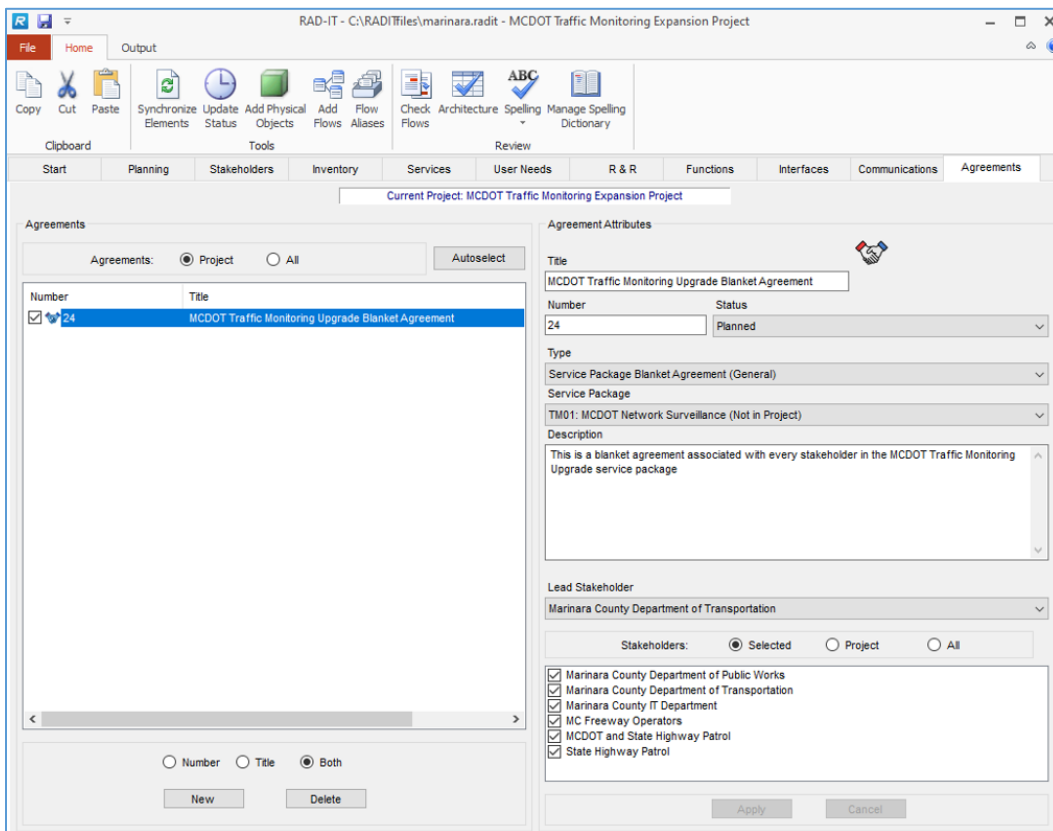 RAD-IT - C:\RADITfiles\marinara.radit - MCDOT Traffic Monitoring Expansion Project
File Home Output
Copy Cut Paste Synchronize Elements Update Status Add Physical Objects Add Flows Flow Aliases Check Flows Architecture ABC Spelling Manage Spelling Dictionary
Clipboard Tools Review
Start Planning Stakeholders Inventory Services User Needs R & R Functions Interfaces Communications Agreements
Current Project: MCDOT Traffic Monitoring Expansion Project
Agreements
Agreements: Project All Autoselect
Number Title
24 MCDOT Traffic Monitoring Upgrade Blanket Agreement
Number Title Both
New Delete
Agreement Attributes
Title
MCDOT Traffic Monitoring Upgrade Blanket Agreement
Number Status
24 Planned
Type
Service Package Blanket Agreement (General)
Service Package
TM01: MCDOT Network Surveillance (Not in Project)
Description
This is a blanket agreement associated with every stakeholder in the MCDOT Traffic Monitoring
Upgrade service package
Lead Stakeholder
Marinara County Department of Transportation
Stakeholders: Selected Project All
Marinara County Department of Public Works
Marinara County Department of Transportation
Marinara County IT Department
MC Freeway Operators
MCDOT and State Highway Patrol
State Highway Patrol
Apply Cancel